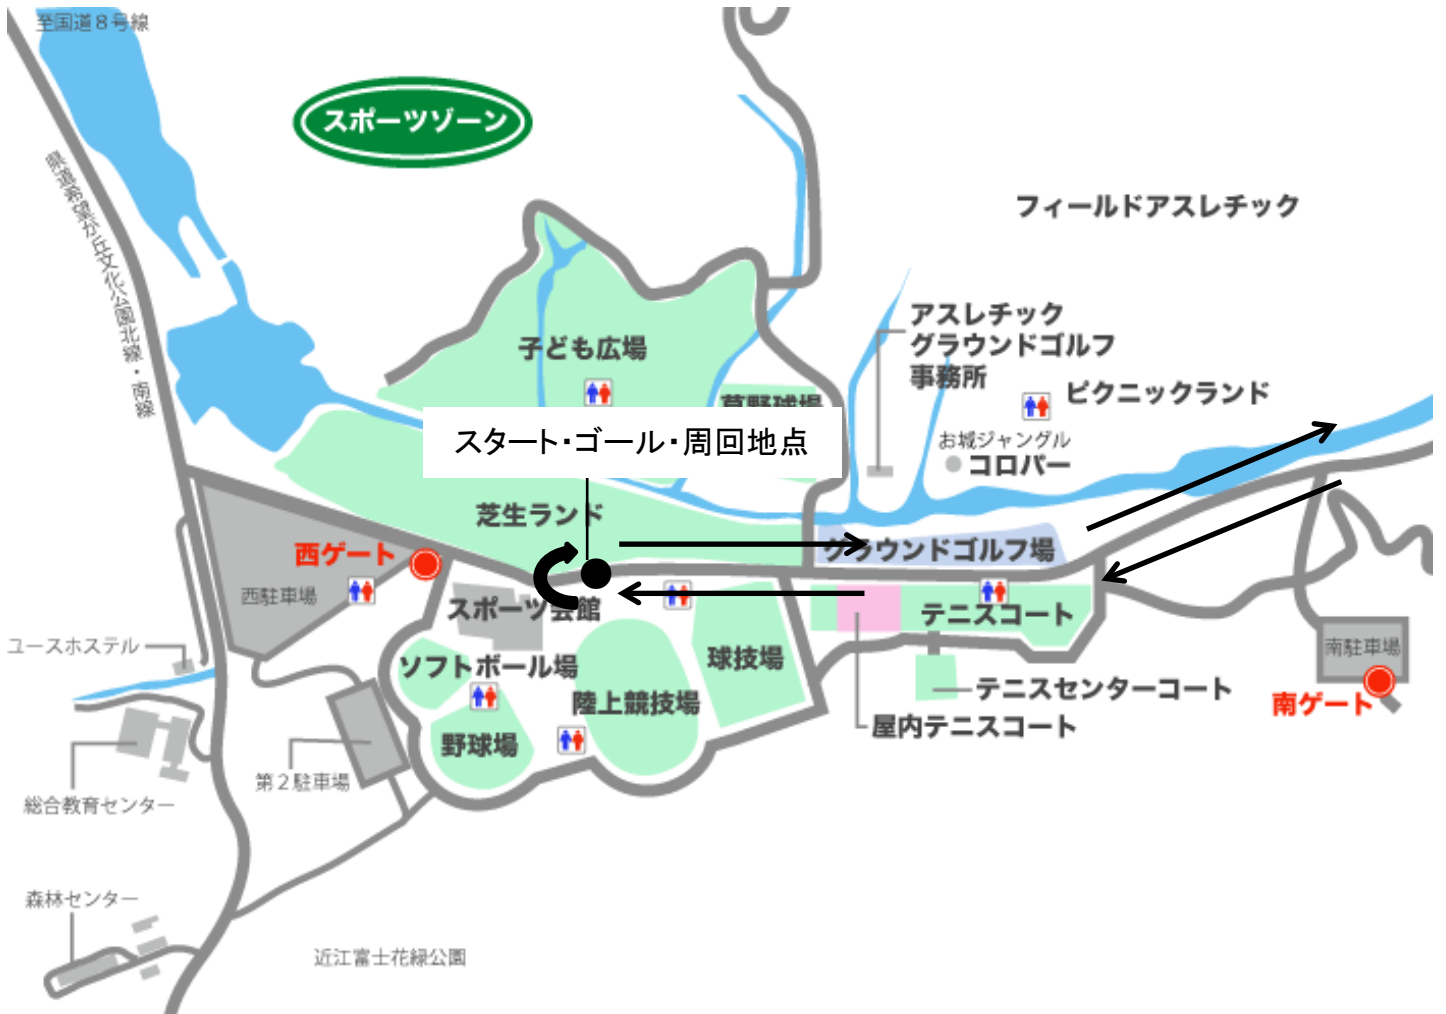 至国道８号線
スポーツゾーン
県道希望が丘文化公園北線・南線
フィールドアスレチック
アスレチック
グラウンドゴルフ
事務所
子ども広場
ピクニックランド
草野球場
スタート・ゴール・周回地点
お城ジャングル
コロパー
芝生ランド
西ゲート
グラウンドゴルフ場
西駐車場
スポーツ会館
テニスコート
ユースホステル
ソフトボール場
球技場
南駐車場
テニスセンターコート
陸上競技場
南ゲート
屋内テニスコート
野球場
第２駐車場
総合教育センター
森林センター
近江富士花緑公園